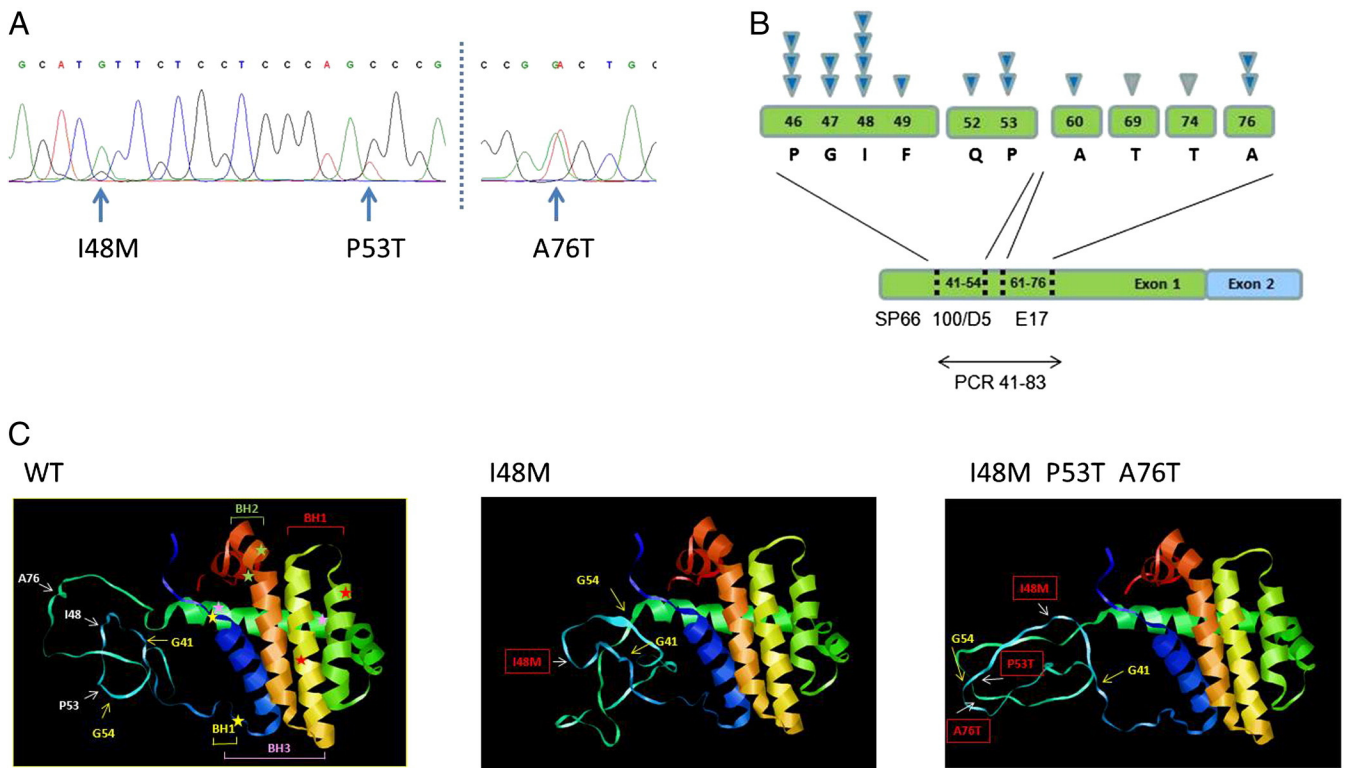 A
G C A T G T T C T C C T C C C A G C C C G
C C G G A C T G C
I48M
P53T
A76T
B
46 47 48 49 52 53 60 69 74 76
P G I F Q P A T T A
41-54 61-76 Exon 1 Exon 2
SP66 100/D5 E17
PCR 41-83
C
WT
BH2
BH1
A76
I48
G41
P53
G54
BH1
BH3
I48M
G54
G41
I48M
I48M P53T A76T
I48M
G54
P53T
G41
A76T